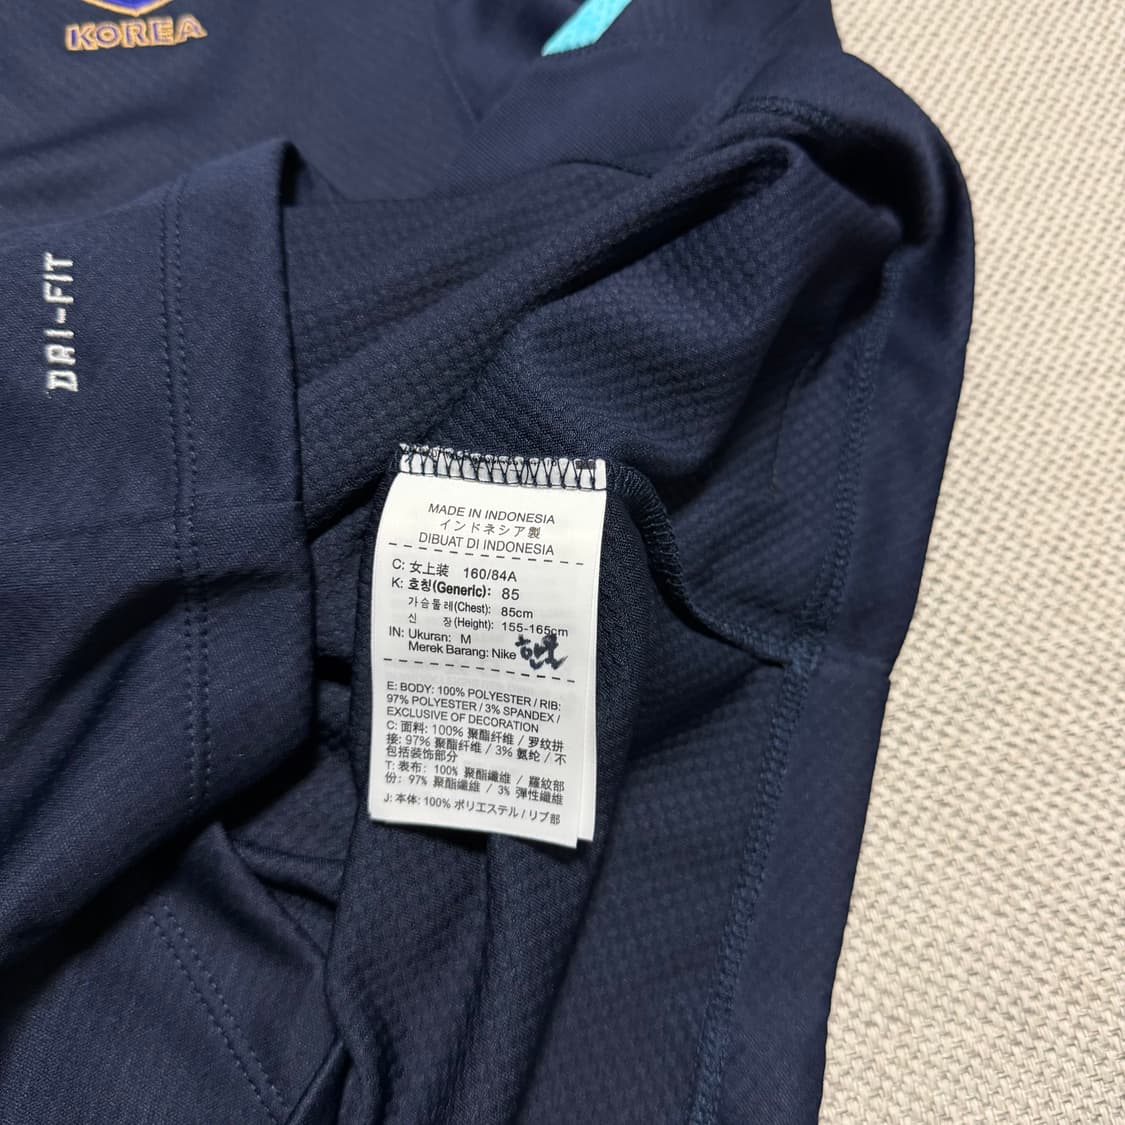 KOREA
DRI-FIT
MADE IN INDONESIA
インドネシア製
DIBUAT DI INDONESIA
C: 女上装 160/84A
K: 호칭(Generic): 85
가슴둘레(Chest): 85cm
신 장(Height): 155-165cm
IN: Ukuran: M
Merek Barang: Nike
E: BODY: 100% POLYESTER / RIB:
97% POLYESTER / 3% SPANDEX /
EXCLUSIVE OF DECORATION
C: 面料: 100% 聚酯纤维 / 罗纹拼
接: 97% 聚酯纤维 / 3% 氨纶 / 不
包括装饰部分
T: 表布: 100% 聚酯纖維 / 羅紋部
份: 97% 聚酯纖維 / 3% 彈性纖維
J: 本体: 100% ポリエステル / リブ部